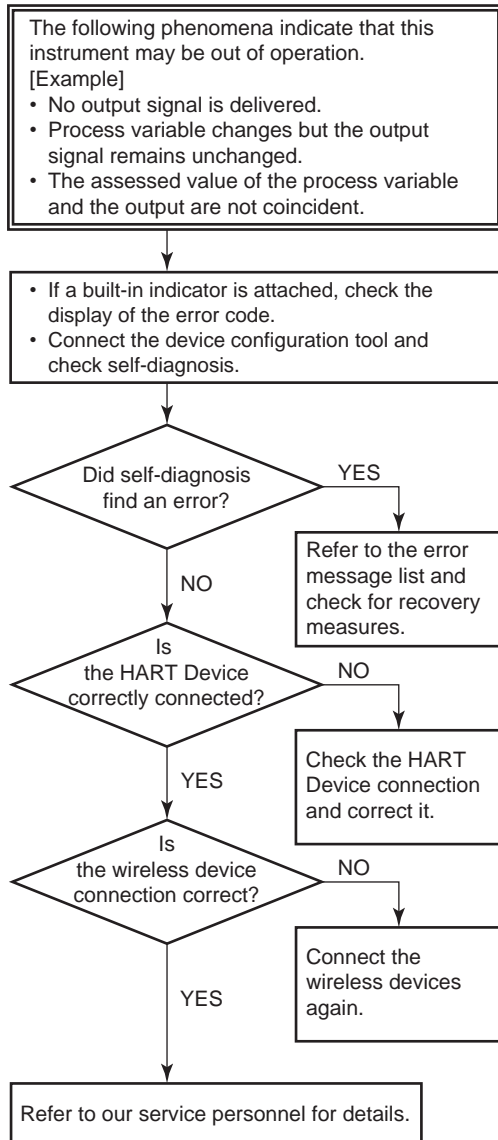 The following phenomena indicate that this
instrument may be out of operation.
[Example]
• No output signal is delivered.
• Process variable changes but the output
signal remains unchanged.
• The assessed value of the process variable
and the output are not coincident.
• If a built-in indicator is attached, check the
display of the error code.
• Connect the device configuration tool and
check self-diagnosis.
Did self-diagnosis
find an error?
YES
Refer to the error
message list and
check for recovery
measures.
NO
Is
the HART Device
correctly connected?
NO
Check the HART
Device connection
and correct it.
YES
Is
the wireless device
connection correct?
NO
Connect the
wireless devices
again.
YES
Refer to our service personnel for details.